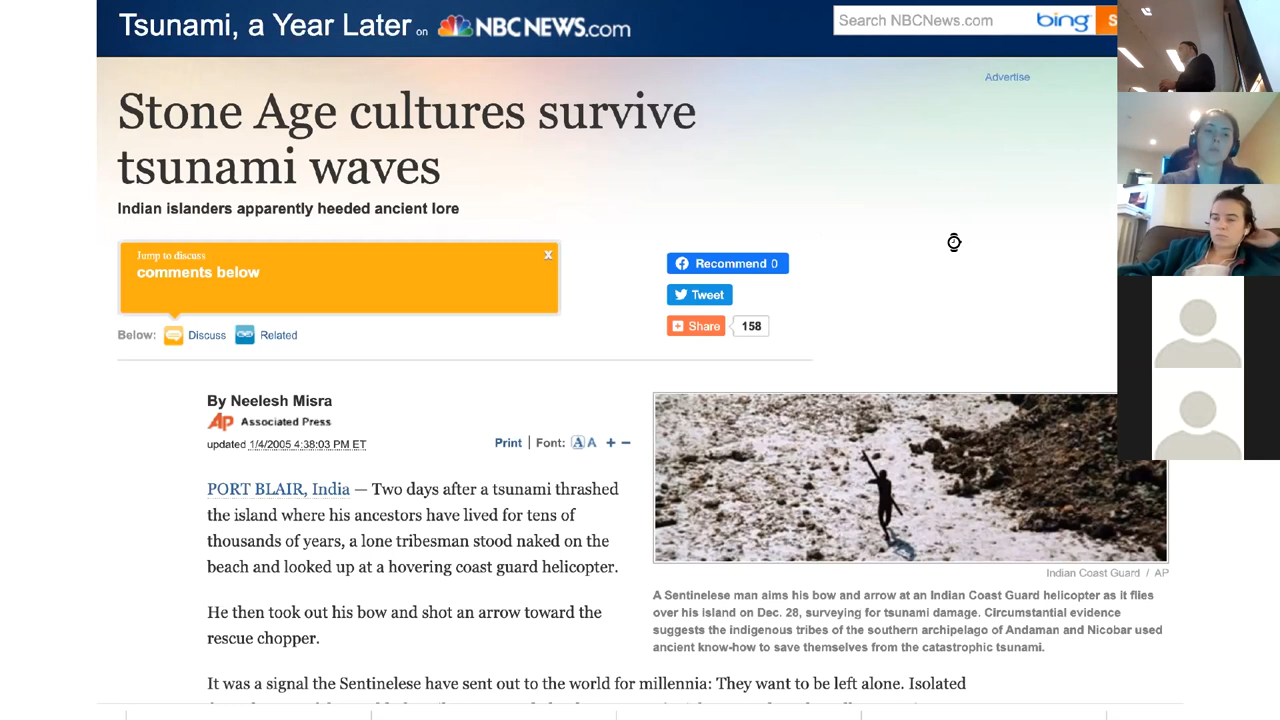 Tsunami, a Year Later on NBCNEWS.com
Search NBCNews.com bing S
Advertise
Stone Age cultures survive
tsunami waves
Indian islanders apparently heeded ancient lore
Jump to discuss
comments below
x
Below: Discuss Related
Recommend 0
Tweet
Share 158
By Neelesh Misra
AP Associated Press
updated 1/4/2005 4:38:03 PM ET
Print | Font: A A + −
PORT BLAIR, India — Two days after a tsunami thrashed
the island where his ancestors have lived for tens of
thousands of years, a lone tribesman stood naked on the
beach and looked up at a hovering coast guard helicopter.
He then took out his bow and shot an arrow toward the
rescue chopper.
Indian Coast Guard / AP
A Sentinelese man aims his bow and arrow at an Indian Coast Guard helicopter as it flies
over his island on Dec. 28, surveying for tsunami damage. Circumstantial evidence
suggests the indigenous tribes of the southern archipelago of Andaman and Nicobar used
ancient know-how to save themselves from the catastrophic tsunami.
It was a signal the Sentinelese have sent out to the world for millennia: They want to be left alone. Isolated